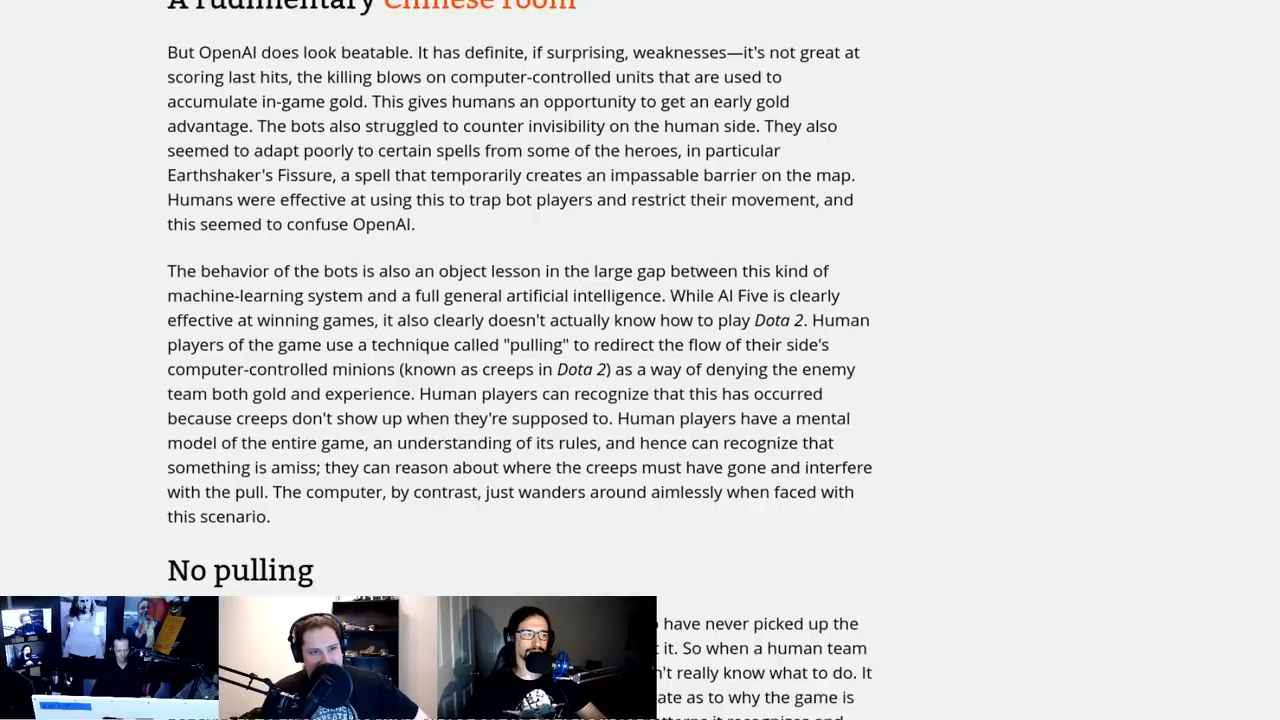 A rudimentary Chinese room
But OpenAI does look beatable. It has definite, if surprising, weaknesses—it's not great at
scoring last hits, the killing blows on computer-controlled units that are used to
accumulate in-game gold. This gives humans an opportunity to get an early gold
advantage. The bots also struggled to counter invisibility on the human side. They also
seemed to adapt poorly to certain spells from some of the heroes, in particular
Earthshaker's Fissure, a spell that temporarily creates an impassable barrier on the map.
Humans were effective at using this to trap bot players and restrict their movement, and
this seemed to confuse OpenAI.
The behavior of the bots is also an object lesson in the large gap between this kind of
machine-learning system and a full general artificial intelligence. While AI Five is clearly
effective at winning games, it also clearly doesn't actually know how to play Dota 2. Human
players of the game use a technique called "pulling" to redirect the flow of their side's
computer-controlled minions (known as creeps in Dota 2) as a way of denying the enemy
team both gold and experience. Human players can recognize that this has occurred
because creeps don't show up when they're supposed to. Human players have a mental
model of the entire game, an understanding of its rules, and hence can recognize that
something is amiss; they can reason about where the creeps must have gone and interfere
with the pull. The computer, by contrast, just wanders around aimlessly when faced with
this scenario.
No pulling
have never picked up the
it. So when a human team
n't really know what to do. It
ate as to why the game is